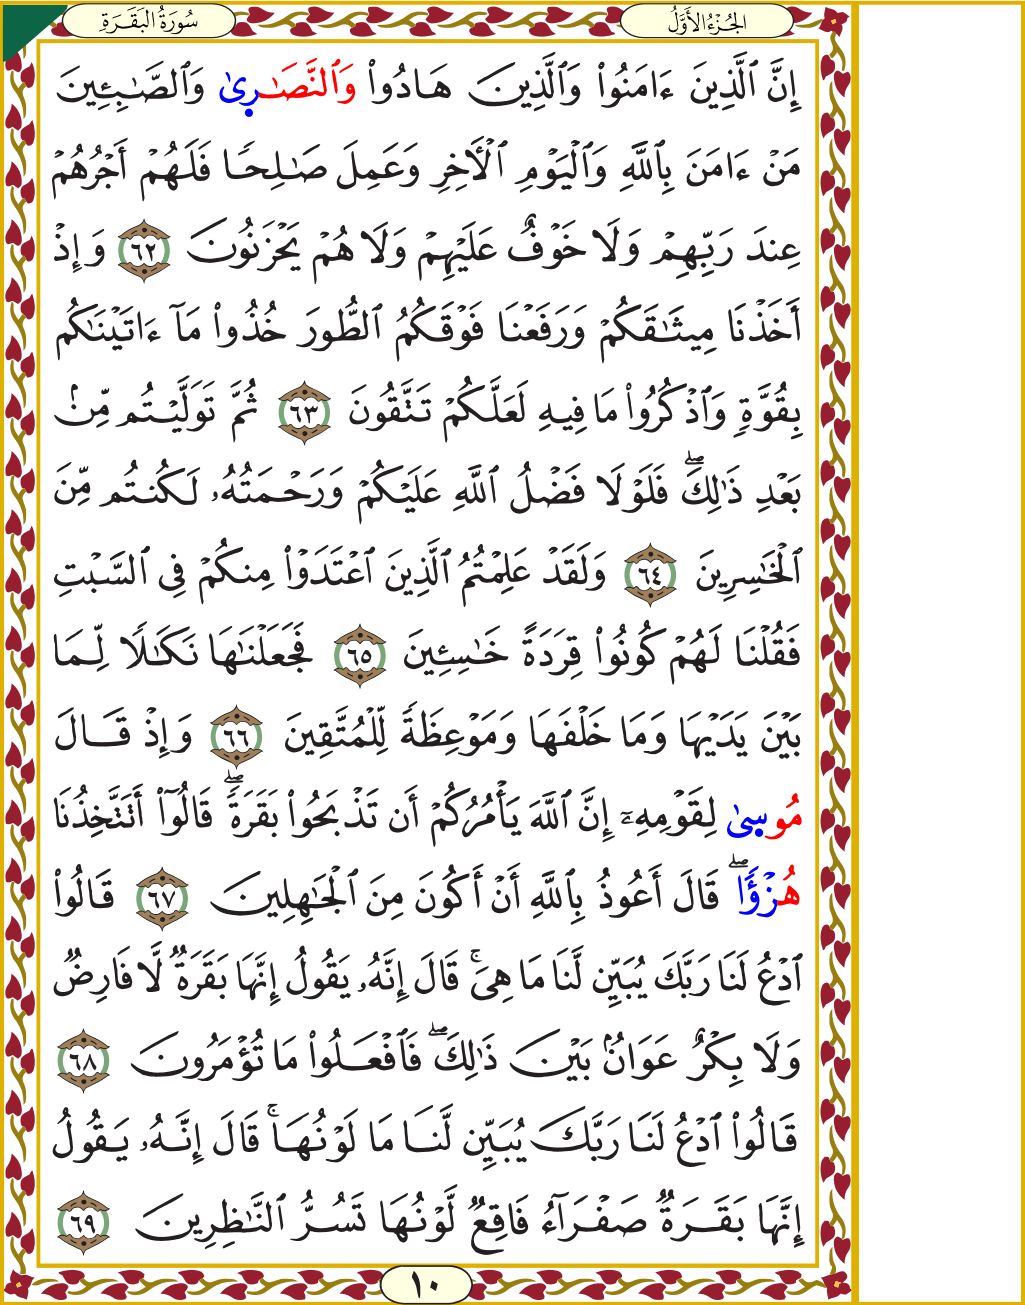 سُورَةُ البَقَرَةِ
الجُزْءُ الأَوَّلُ
إِنَّ ٱلَّذِينَ ءَامَنُواْ وَٱلَّذِينَ هَادُواْ وَٱلنَّصَٰرِىٰ وَٱلصَّٰبِـِٔينَ
مَنْ ءَامَنَ بِٱللَّهِ وَٱلْيَوْمِ ٱلْأَخِرِ وَعَمِلَ صَٰلِحًا فَلَهُمْ أَجْرُهُمْ
عِندَ رَبِّهِمْ وَلَا خَوْفٌ عَلَيْهِمْ وَلَا هُمْ يَحْزَنُونَ ٦٢ وَإِذْ
أَخَذْنَا مِيثَٰقَكُمْ وَرَفَعْنَا فَوْقَكُمُ ٱلطُّورَ خُذُواْ مَآ ءَاتَيْنَٰكُم
بِقُوَّةٍ وَٱذْكُرُواْ مَا فِيهِ لَعَلَّكُمْ تَتَّقُونَ ٦٣ ثُمَّ تَوَلَّيْتُم مِّنۢ
بَعْدِ ذَٰلِكَۖ فَلَوْلَا فَضْلُ ٱللَّهِ عَلَيْكُمْ وَرَحْمَتُهُۥ لَكُنتُم مِّنَ
ٱلْخَٰسِرِينَ ٦٤ وَلَقَدْ عَلِمْتُمُ ٱلَّذِينَ ٱعْتَدَوْاْ مِنكُمْ فِى ٱلسَّبْتِ
فَقُلْنَا لَهُمْ كُونُواْ قِرَدَةً خَٰسِـِٔينَ ٦٥ فَجَعَلْنَٰهَا نَكَٰلًا لِّمَا
بَيْنَ يَدَيْهَا وَمَا خَلْفَهَا وَمَوْعِظَةً لِّلْمُتَّقِينَ ٦٦ وَإِذْ قَالَ
مُوسِىٰ لِقَوْمِهِۦٓ إِنَّ ٱللَّهَ يَأْمُرُكُمْ أَن تَذْبَحُواْ بَقَرَةًۖ قَالُوٓاْ أَتَتَّخِذُنَا
هُزْؤًاۖ قَالَ أَعُوذُ بِٱللَّهِ أَنْ أَكُونَ مِنَ ٱلْجَٰهِلِينَ ٦٧ قَالُواْ
ٱدْعُ لَنَا رَبَّكَ يُبَيِّن لَّنَا مَا هِىَۚ قَالَ إِنَّهُۥ يَقُولُ إِنَّهَا بَقَرَةٌ لَّا فَارِضٌ
وَلَا بِكْرٌ عَوَانٌۢ بَيْنَ ذَٰلِكَۖ فَٱفْعَلُواْ مَا تُؤْمَرُونَ ٦٨
قَالُواْ ٱدْعُ لَنَا رَبَّكَ يُبَيِّن لَّنَا مَا لَوْنُهَاۚ قَالَ إِنَّهُۥ يَقُولُ
إِنَّهَا بَقَرَةٌ صَفْرَآءُ فَاقِعٌ لَّوْنُهَا تَسُرُّ ٱلنَّٰظِرِينَ ٦٩
١٠